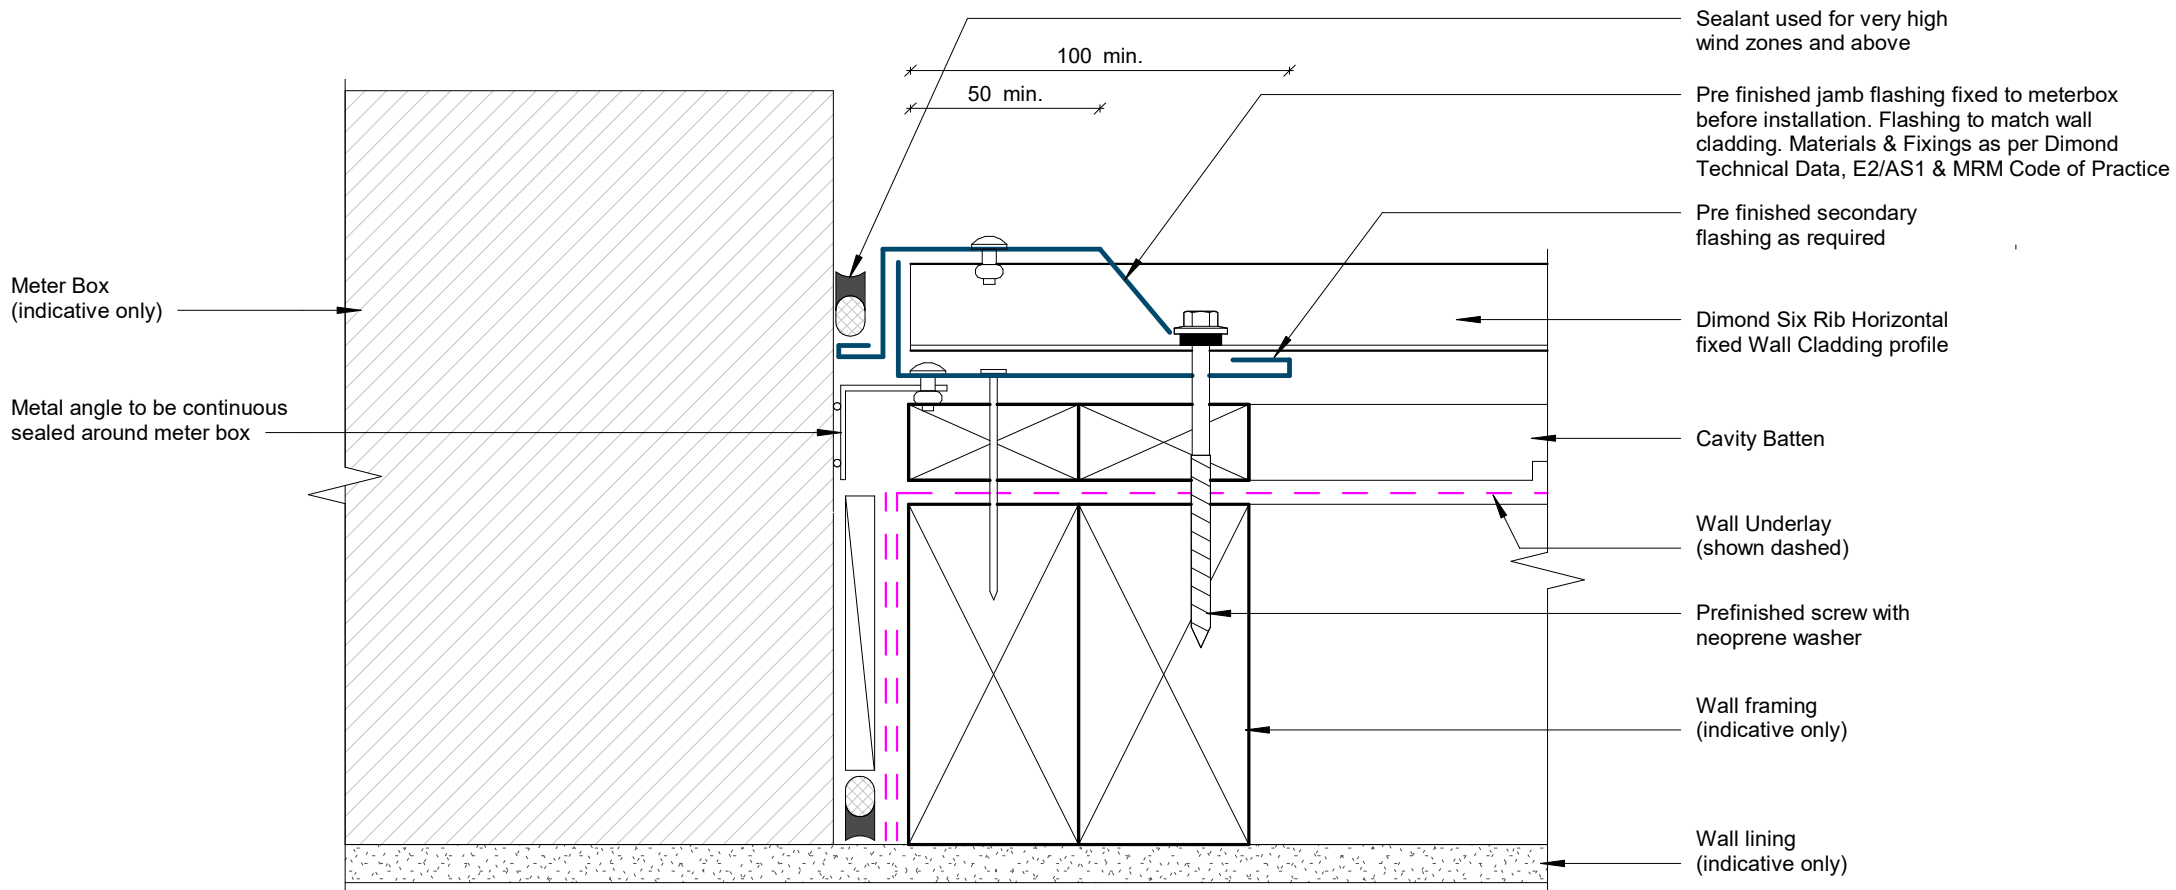 Sealant used for very high
wind zones and above
100 min.
50 min.
Pre finished jamb flashing fixed to meterbox
before installation. Flashing to match wall
cladding. Materials & Fixings as per Dimond
Technical Data, E2/AS1 & MRM Code of Practice
Pre finished secondary
flashing as required
Meter Box
(indicative only)
Dimond Six Rib Horizontal
fixed Wall Cladding profile
Metal angle to be continuous
sealed around meter box
Cavity Batten
Wall Underlay
(shown dashed)
Prefinished screw with
neoprene washer
Wall framing
(indicative only)
Wall lining
(indicative only)